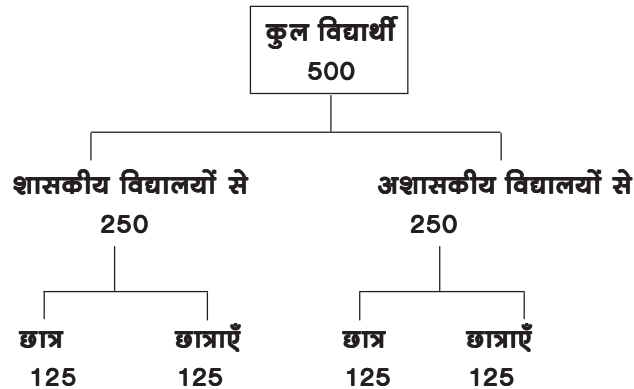 कुल विद्यार्थी
500
शासकीय विद्यालयों से
250
अशासकीय विद्यालयों से
250
छात्र
125
छात्राएँ
125
छात्र
125
छात्राएँ
125